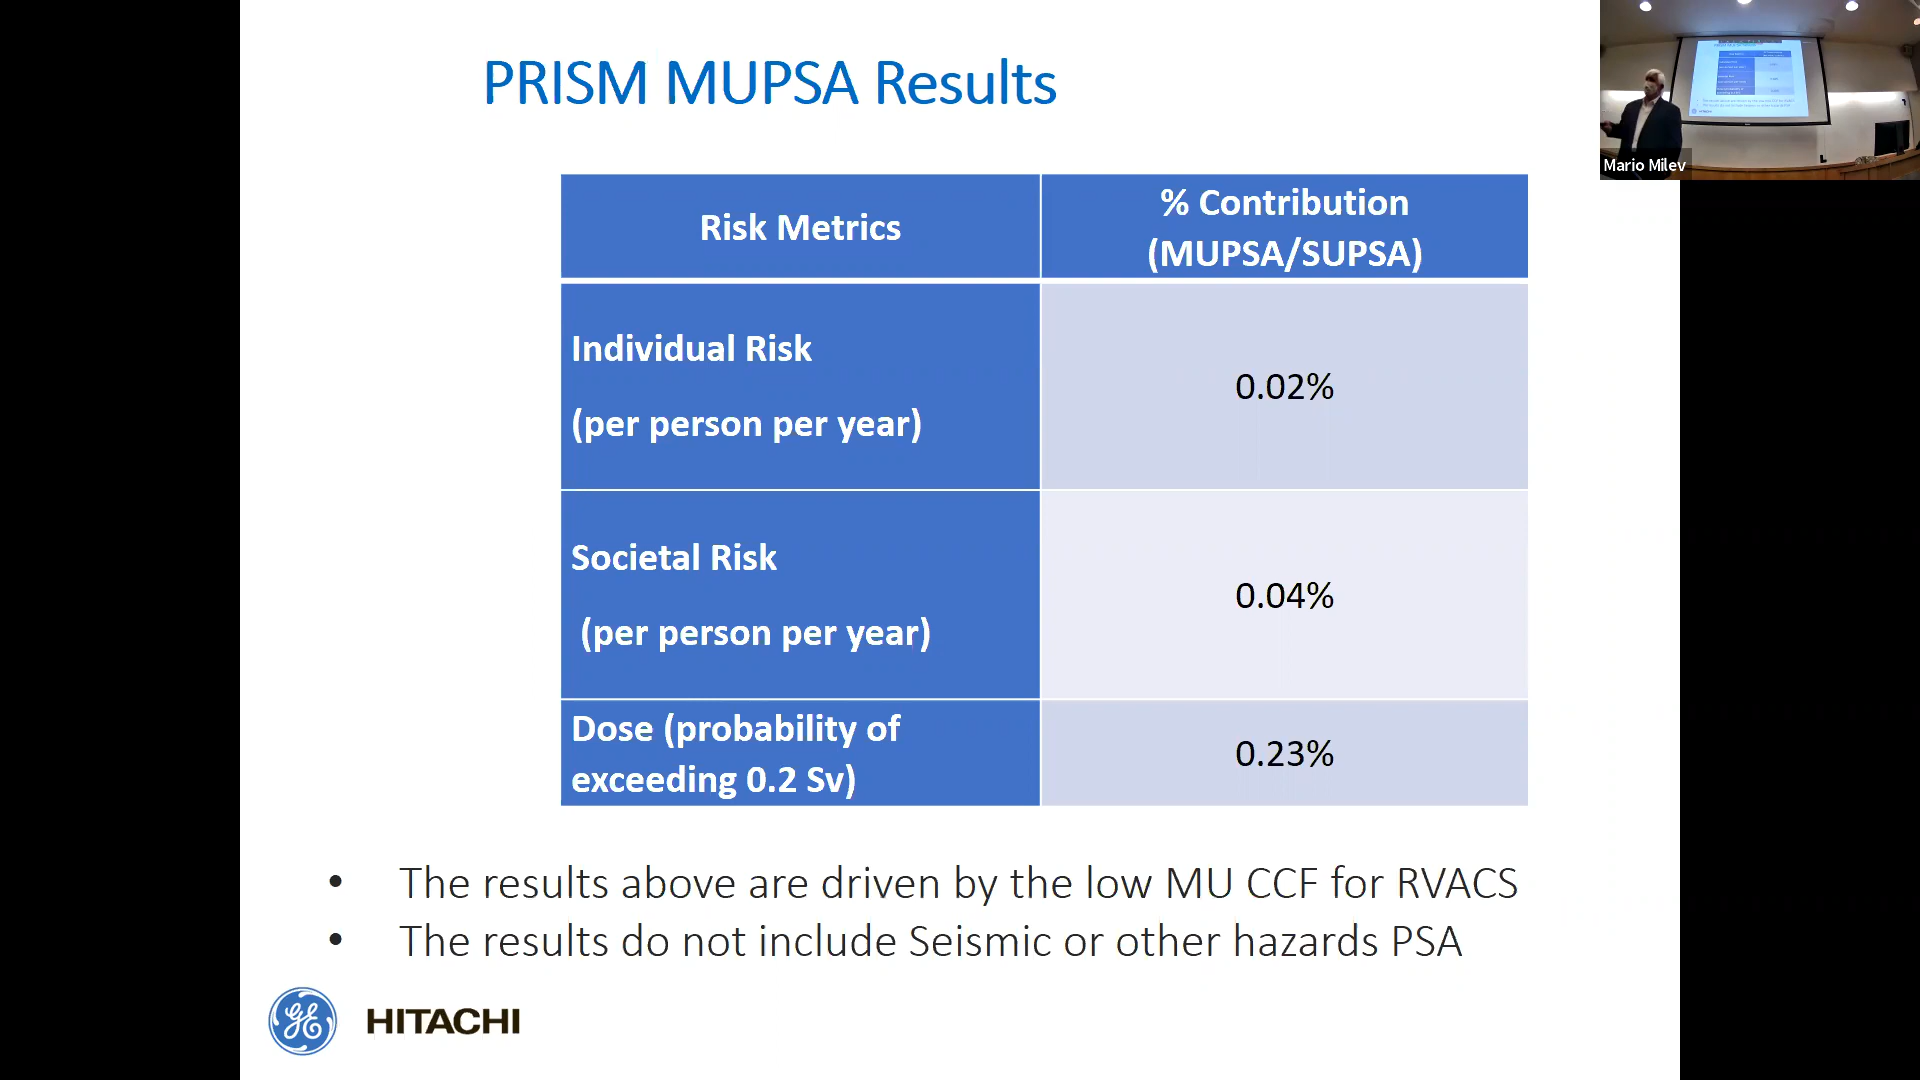 PRISM MUPSA Results
Risk Metrics
% Contribution
(MUPSA/SUPSA)
Individual Risk
(per person per year)
0.02%
Societal Risk
(per person per year)
0.04%
Dose (probability of
exceeding 0.2 Sv)
0.23%
• The results above are driven by the low MU CCF for RVACS
• The results do not include Seismic or other hazards PSA
GE HITACHI
Mario Milev